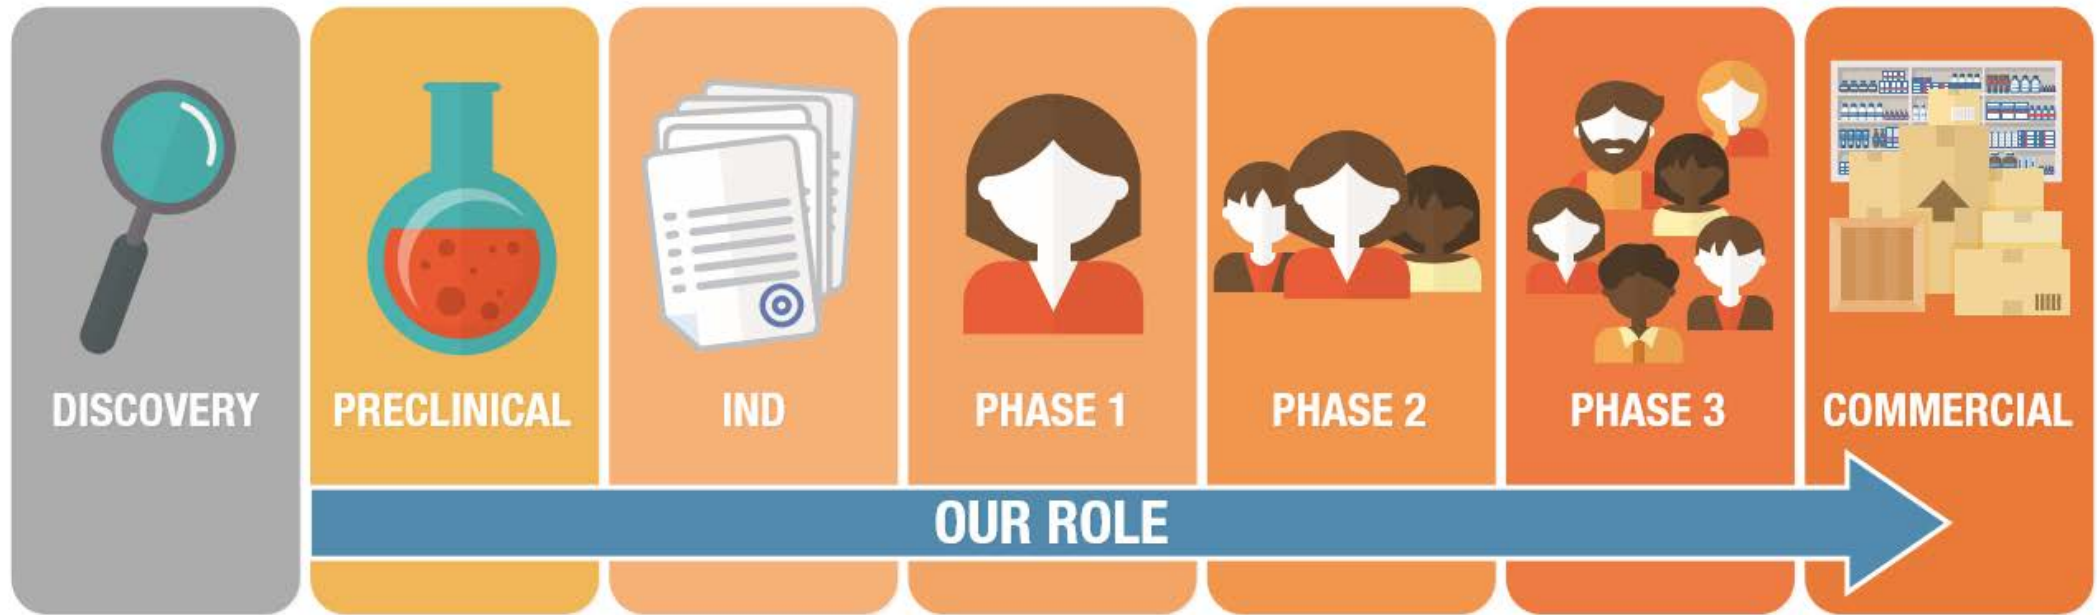 DISCOVERY
PRECLINICAL
IND
PHASE 1
PHASE 2
PHASE 3
COMMERCIAL
OUR ROLE